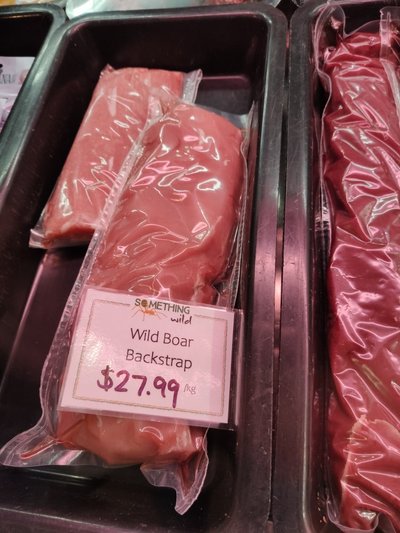 SOMETHING
wild
Wild Boar
Backstrap
$27.99 /kg